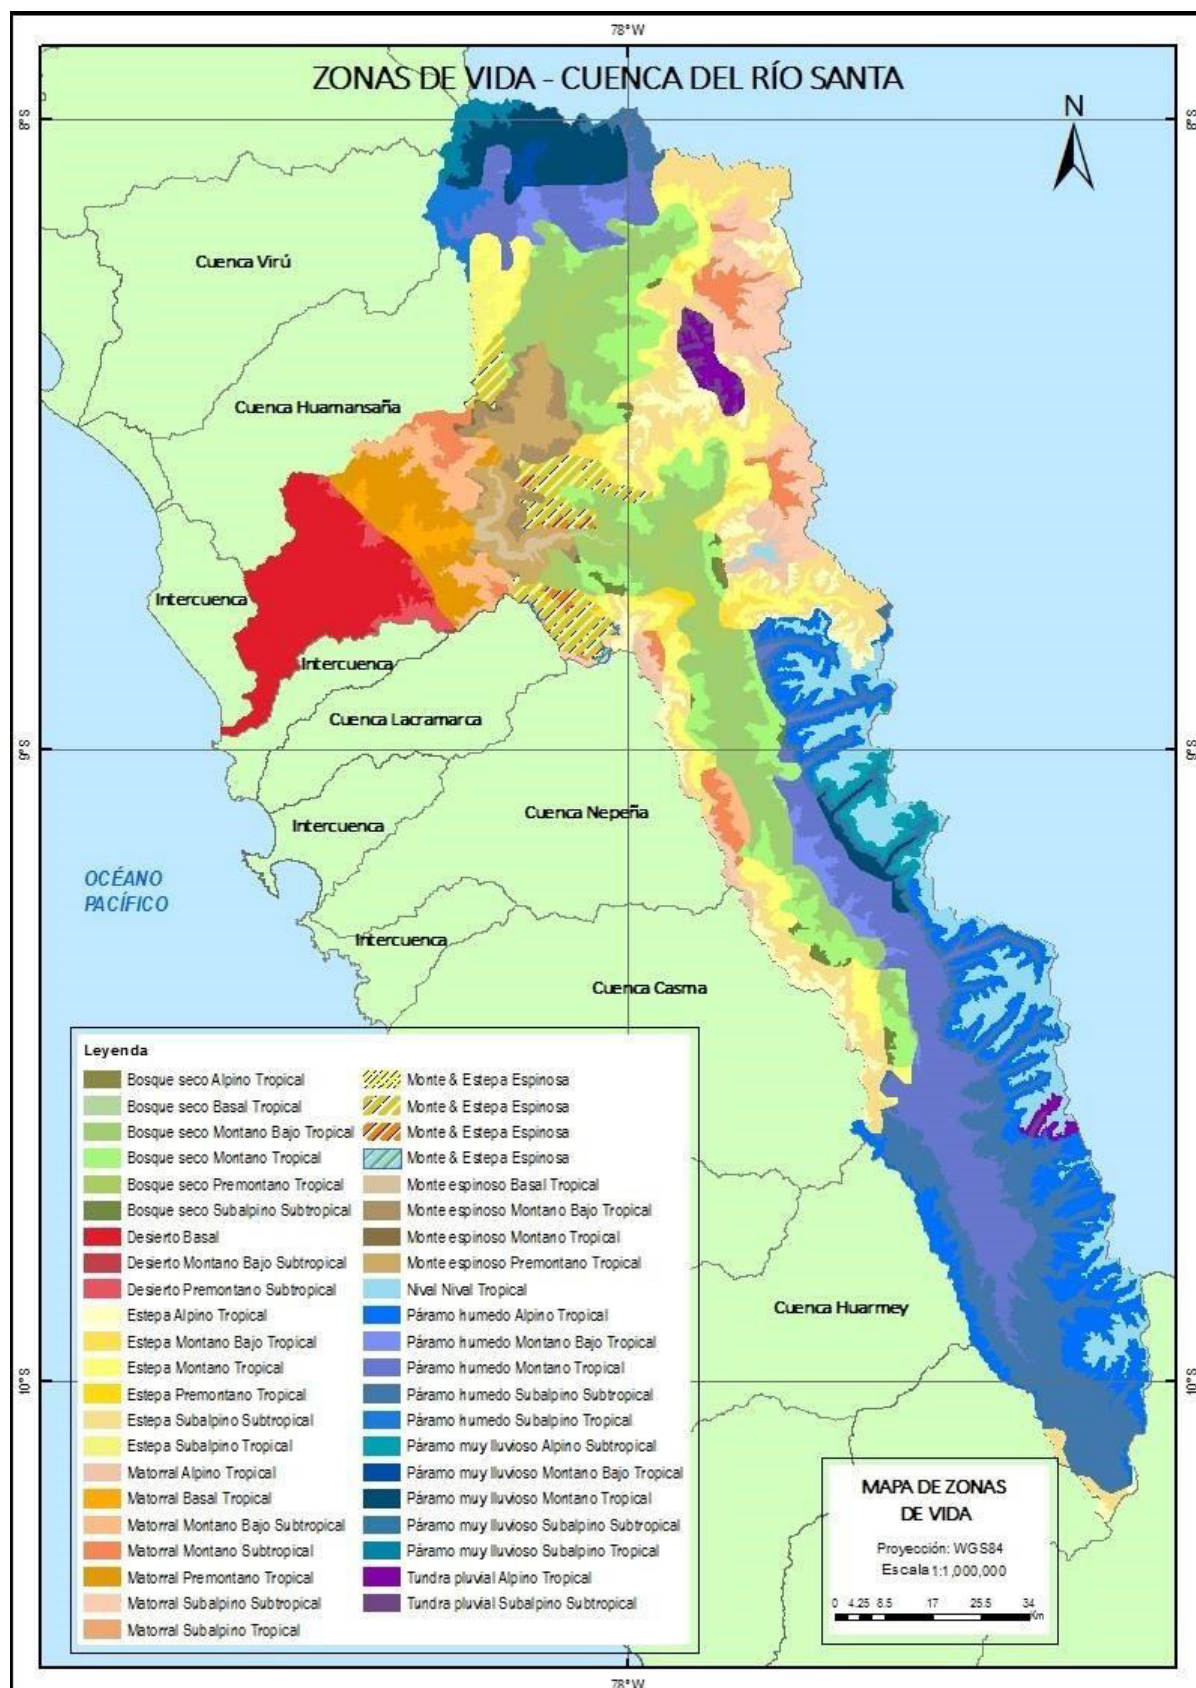 78°W
ZONAS DE VIDA - CUENCA DEL RÍO SANTA
N
8°S
8°S
Cuenca Virú
Cuenca Huamansaña
Intercuenca
Intercuenca
Cuenca Lacramarca
9°S
9°S
Cuenca Nepeña
Intercuenca
OCÉANO
PACÍFICO
Intercuenca
Cuenca Casma
Cuenca Huarmey
10°S
10°S
Leyenda
Bosque seco Alpino Tropical
Bosque seco Basal Tropical
Bosque seco Montano Bajo Tropical
Bosque seco Montano Tropical
Bosque seco Premontano Tropical
Bosque seco Subalpino Subtropical
Desierto Basal
Desierto Montano Bajo Subtropical
Desierto Premontano Subtropical
Estepa Alpino Tropical
Estepa Montano Bajo Tropical
Estepa Montano Tropical
Estepa Premontano Tropical
Estepa Subalpino Subtropical
Estepa Subalpino Tropical
Matorral Alpino Tropical
Matorral Basal Tropical
Matorral Montano Bajo Subtropical
Matorral Montano Subtropical
Matorral Premontano Tropical
Matorral Subalpino Subtropical
Matorral Subalpino Tropical
Monte & Estepa Espinosa
Monte & Estepa Espinosa
Monte & Estepa Espinosa
Monte & Estepa Espinosa
Monte espinoso Basal Tropical
Monte espinoso Montano Bajo Tropical
Monte espinoso Montano Tropical
Monte espinoso Premontano Tropical
Nival Nival Tropical
Páramo humedo Alpino Tropical
Páramo humedo Montano Bajo Tropical
Páramo humedo Montano Tropical
Páramo humedo Subalpino Subtropical
Páramo humedo Subalpino Tropical
Páramo muy lluvioso Alpino Subtropical
Páramo muy lluvioso Montano Bajo Tropical
Páramo muy lluvioso Montano Tropical
Páramo muy lluvioso Subalpino Subtropical
Páramo muy lluvioso Subalpino Tropical
Tundra pluvial Alpino Tropical
Tundra pluvial Subalpino Subtropical
MAPA DE ZONAS
DE VIDA
Proyección: WGS84
Escala 1:1,000,000
0 4.25 8.5 17 25.5 34
Km
78°W